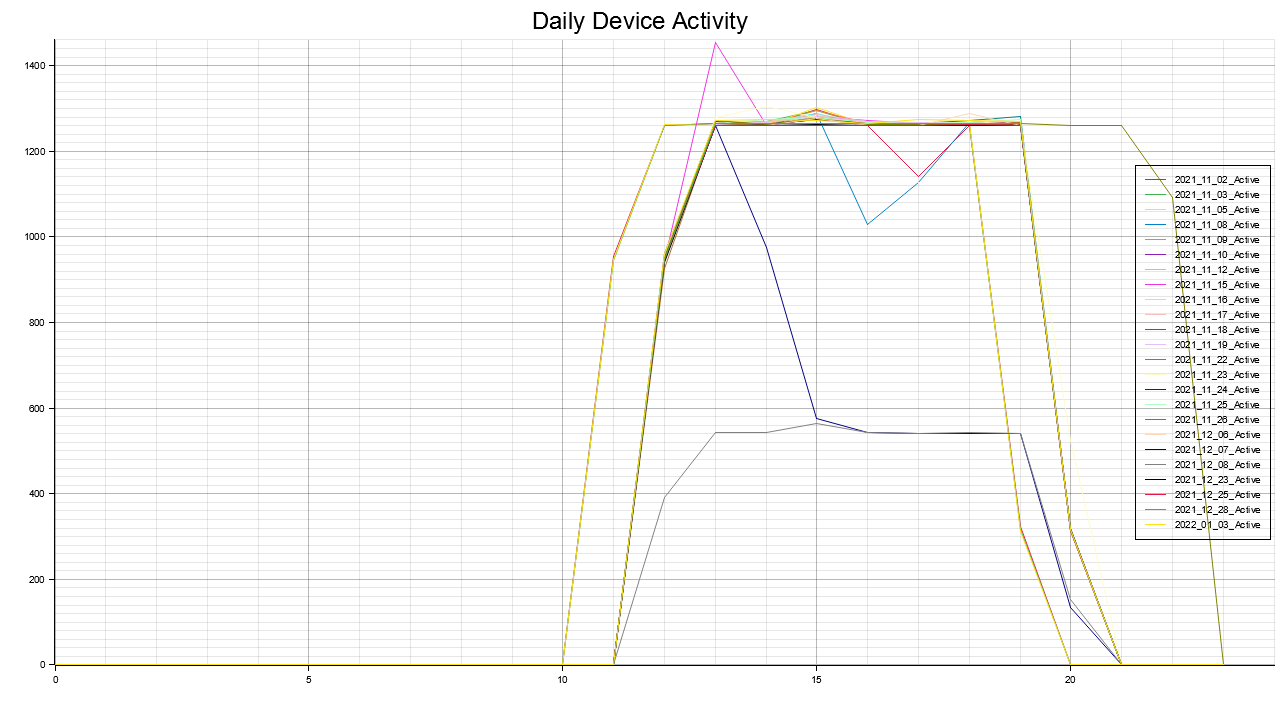 Daily Device Activity
1400
1200
1000
800
600
400
200
0
0 5 10 15 20
2021_11_02_Active
2021_11_03_Active
2021_11_05_Active
2021_11_08_Active
2021_11_09_Active
2021_11_10_Active
2021_11_12_Active
2021_11_15_Active
2021_11_16_Active
2021_11_17_Active
2021_11_18_Active
2021_11_19_Active
2021_11_22_Active
2021_11_23_Active
2021_11_24_Active
2021_11_25_Active
2021_11_26_Active
2021_12_06_Active
2021_12_07_Active
2021_12_08_Active
2021_12_23_Active
2021_12_25_Active
2021_12_28_Active
2022_01_03_Active